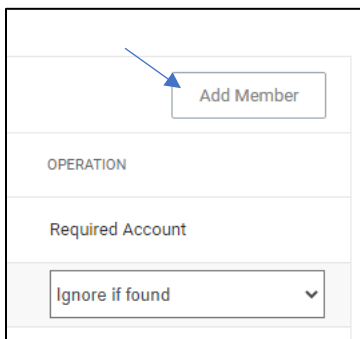 Add Member
OPERATION
Required Account
Ignore if found